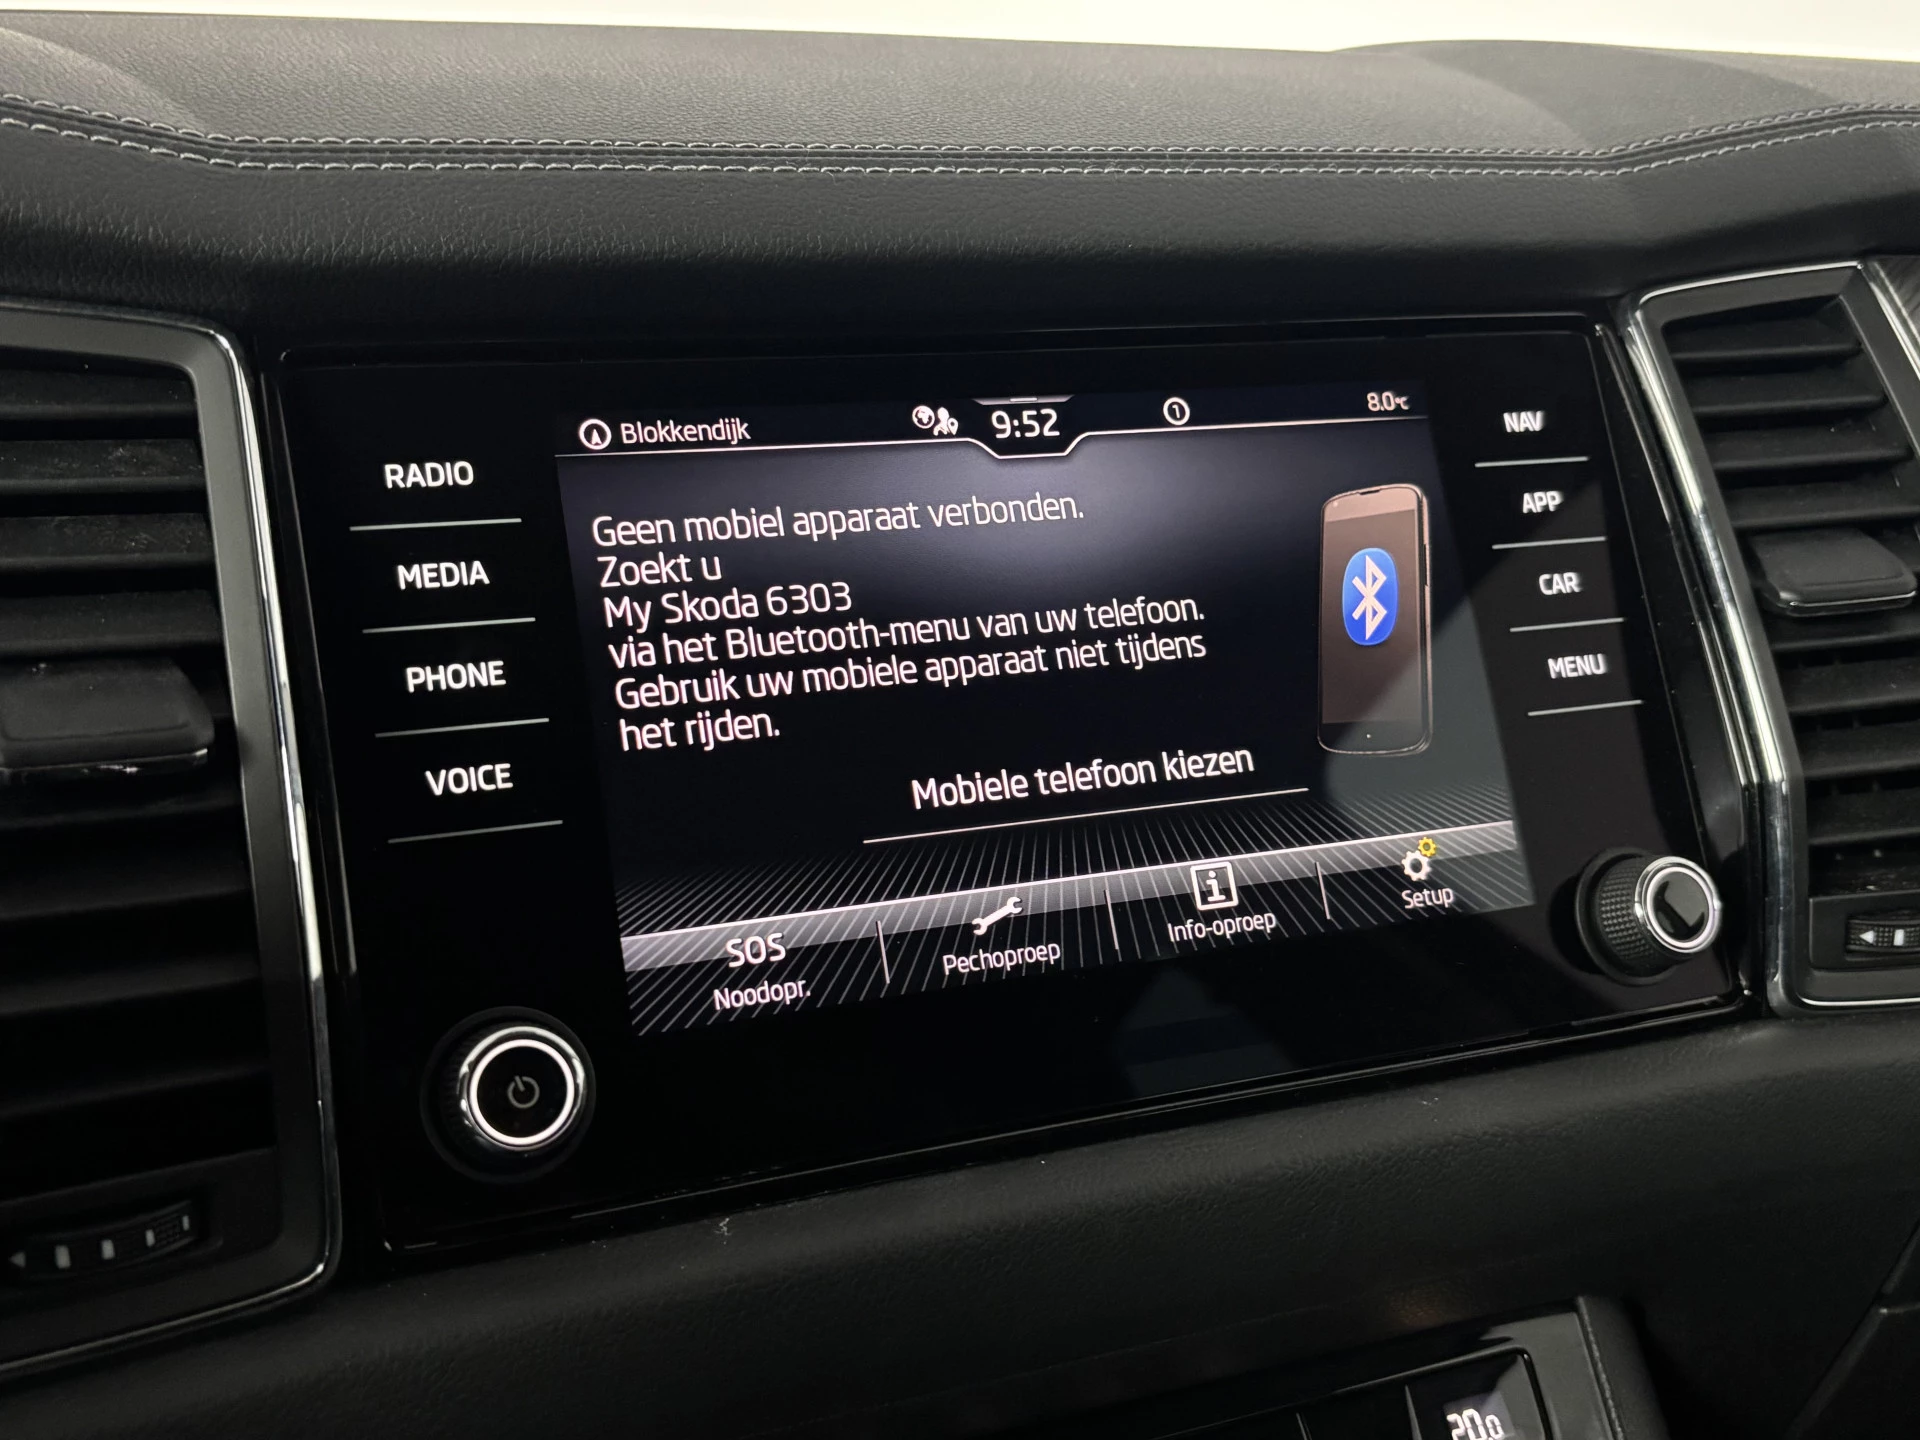 Blokkendijk
9:52
1
8.0°C
RADIO
MEDIA
PHONE
VOICE
Geen mobiel apparaat verbonden.
Zoekt u
My Skoda 6303
via het Bluetooth-menu van uw telefoon.
Gebruik uw mobiele apparaat niet tijdens
het rijden.
Mobiele telefoon kiezen
SOS
Noodopr.
Pechoproep
Info-oproep
Setup
NAV
APP
CAR
MENU
20.0